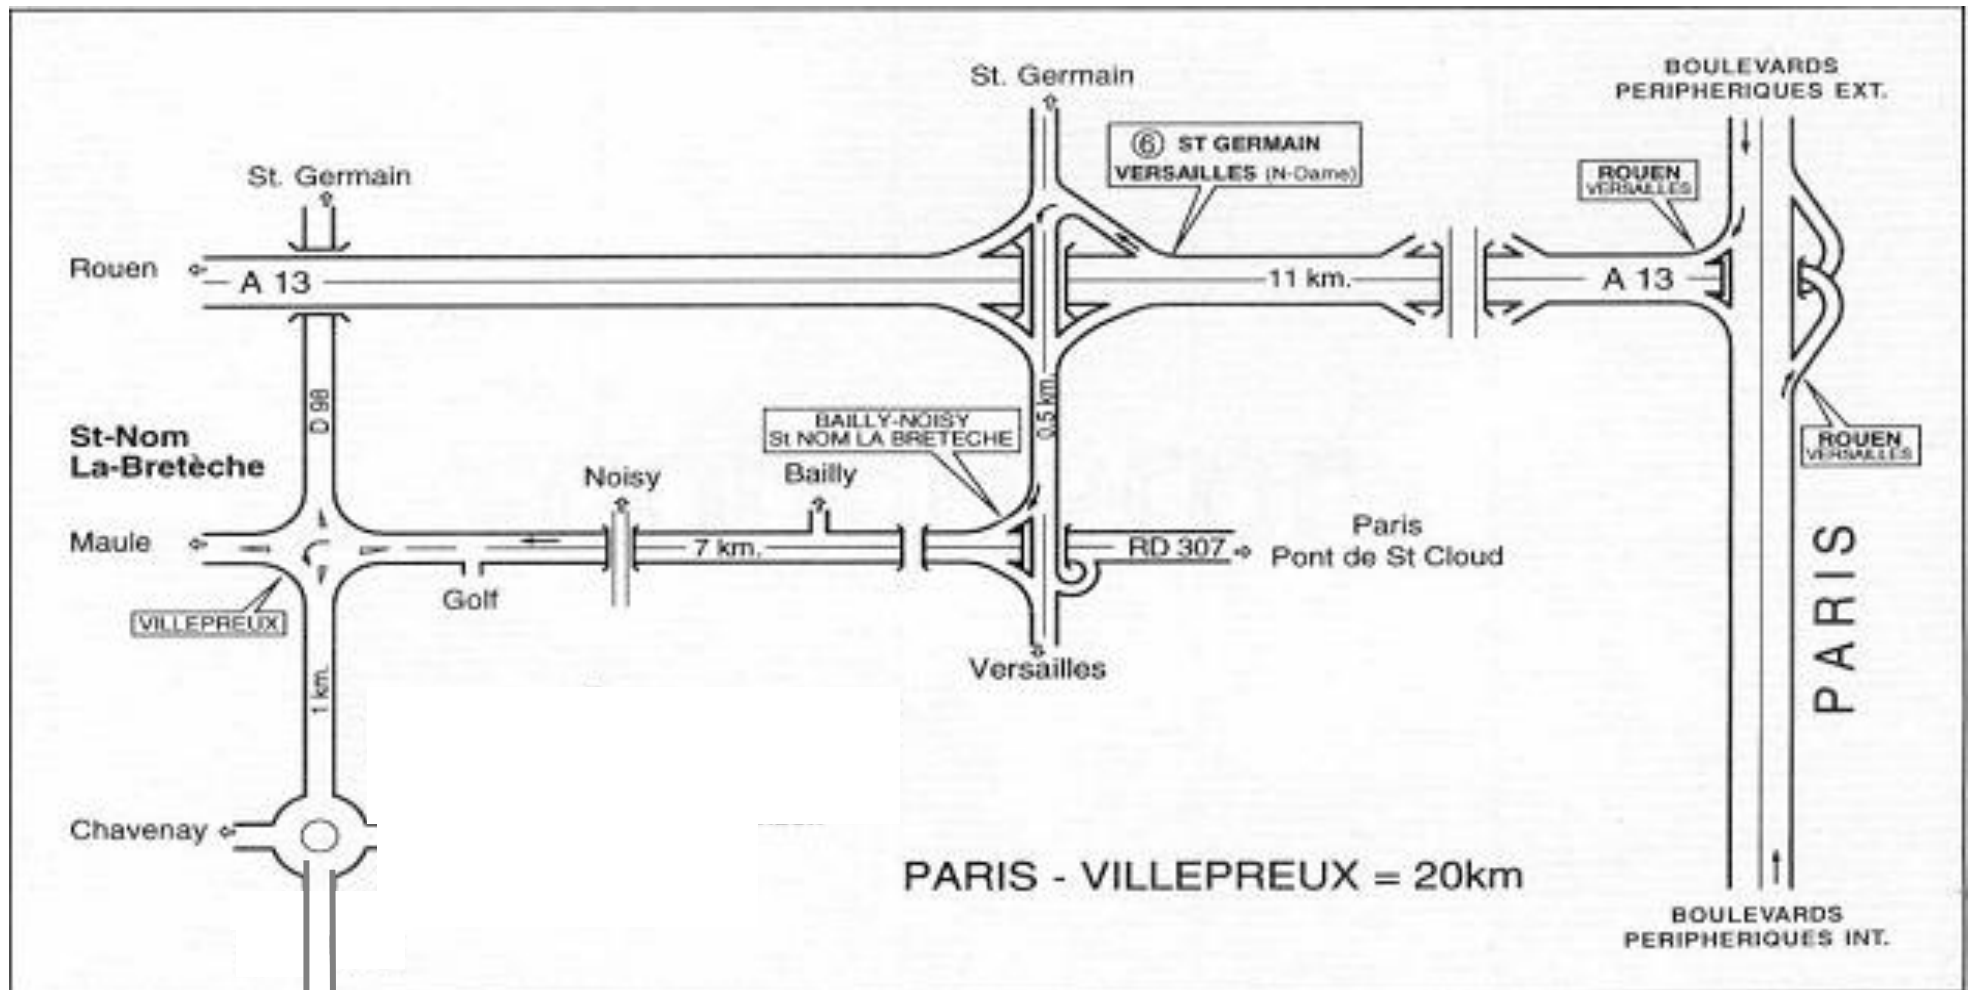 BOULEVARDS
PERIPHERIQUES EXT.
St. Germain
⑥ ST GERMAIN
VERSAILLES (N-Dame)
ROUEN
VERSAILLES
St. Germain
Rouen
A 13
11 km.
A 13
D 98
0,5 km.
BAILLY-NOISY
St NOM LA BRETECHE
ROUEN
VERSAILLES
St-Nom
La-Bretèche
Noisy
Bailly
Maule
7 km.
RD 307
Paris
Pont de St Cloud
PARIS
Golf
VILLEPREUX
Versailles
1 km.
Chavenay
PARIS - VILLEPREUX = 20km
BOULEVARDS
PERIPHERIQUES INT.